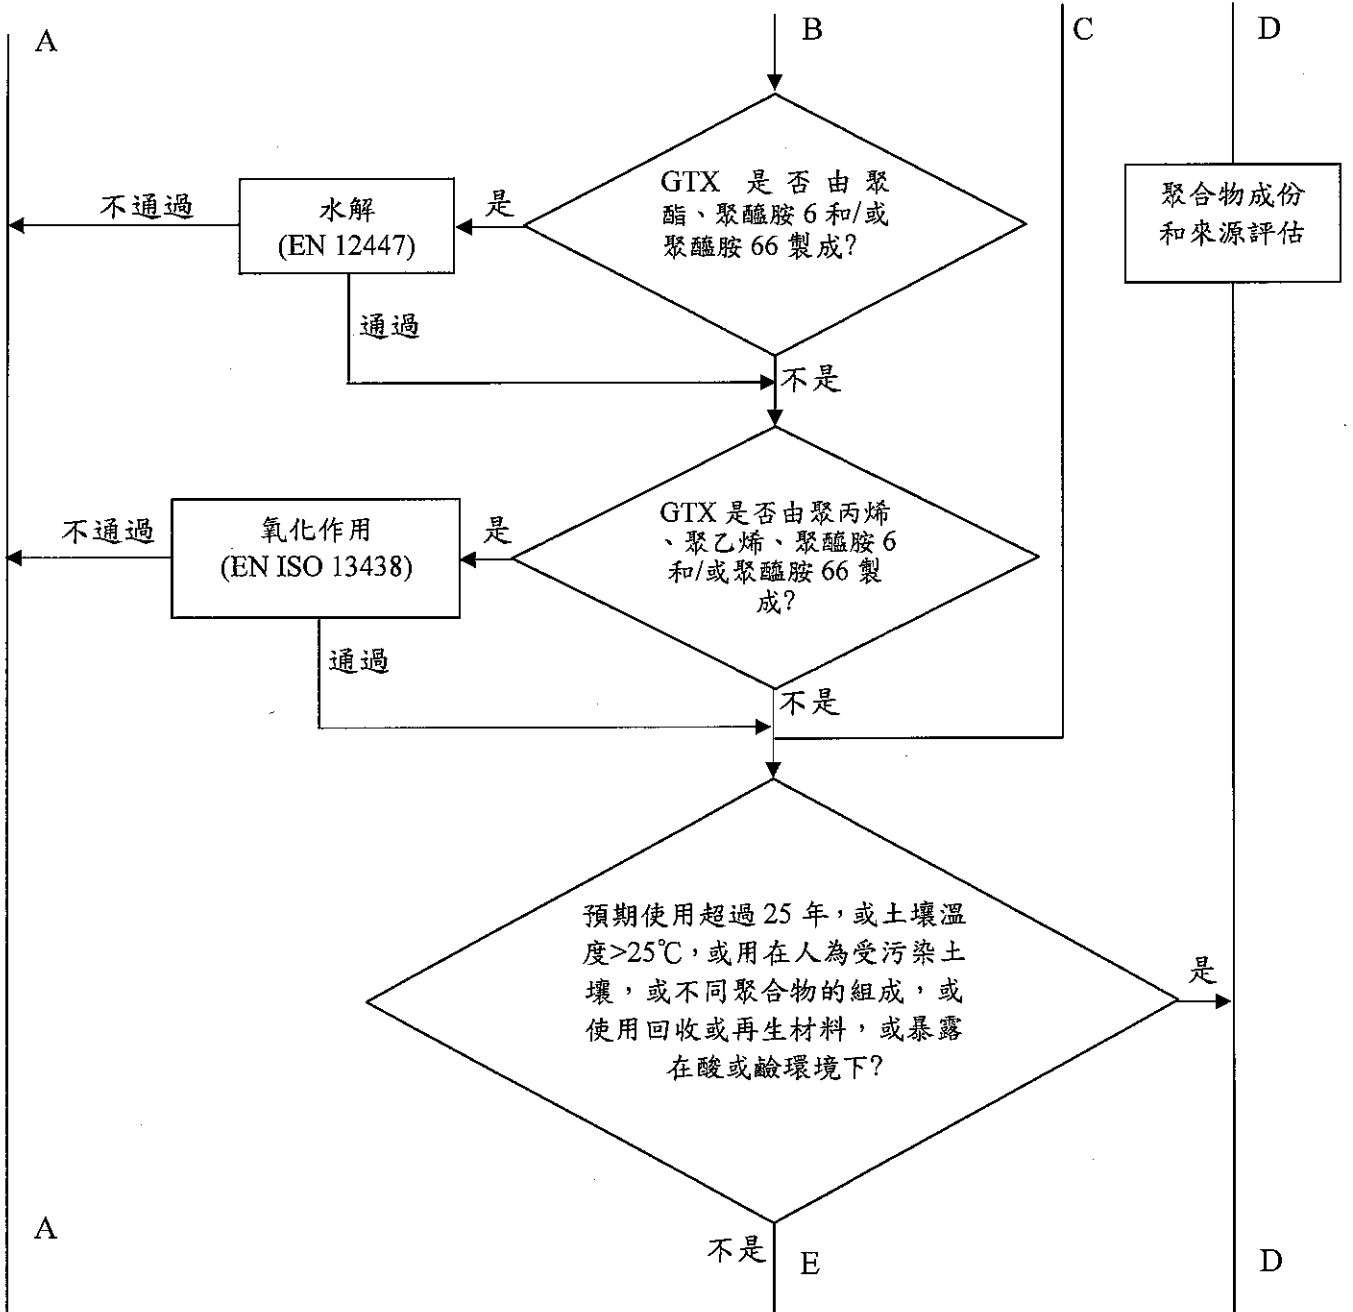 A
B
C
D
GTX 是否由聚
酯、聚醯胺 6 和/或
聚醯胺 66 製成?
是
水解
(EN 12447)
不通過
通過
不是
聚合物成份
和來源評估
GTX 是否由聚丙烯
、聚乙烯、聚醯胺 6
和/或聚醯胺 66 製
成?
是
氧化作用
(EN ISO 13438)
不通過
通過
不是
預期使用超過 25 年,或土壤溫
度>25℃,或用在人為受污染土
壤,或不同聚合物的組成,或
使用回收或再生材料,或暴露
在酸或鹼環境下?
是
不是
A
E
D